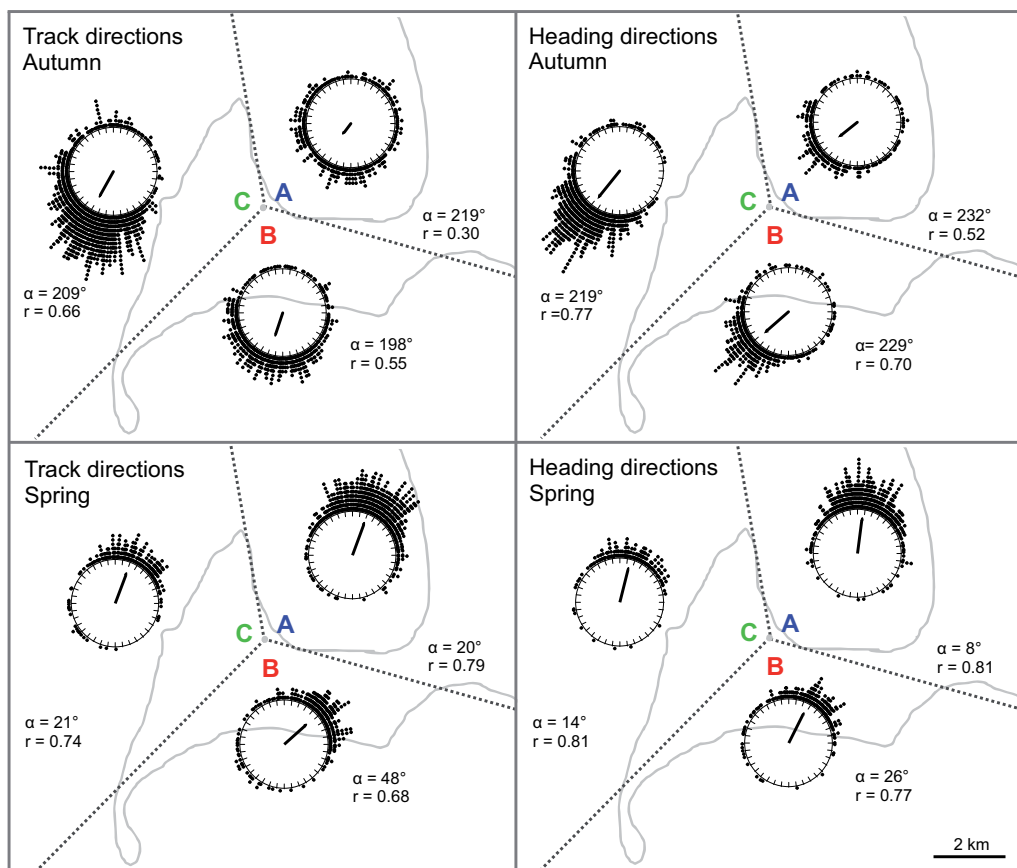 Track directions
Autumn
C
A
B
α = 219°
r = 0.30
α = 209°
r = 0.66
α = 198°
r = 0.55
Heading directions
Autumn
C
A
B
α = 232°
r = 0.52
α = 219°
r =0.77
α= 229°
r = 0.70
Track directions
Spring
C
A
B
α = 20°
r = 0.79
α = 21°
r = 0.74
α = 48°
r = 0.68
Heading directions
Spring
C
A
B
α = 8°
r = 0.81
α = 14°
r = 0.81
α = 26°
r = 0.77
2 km